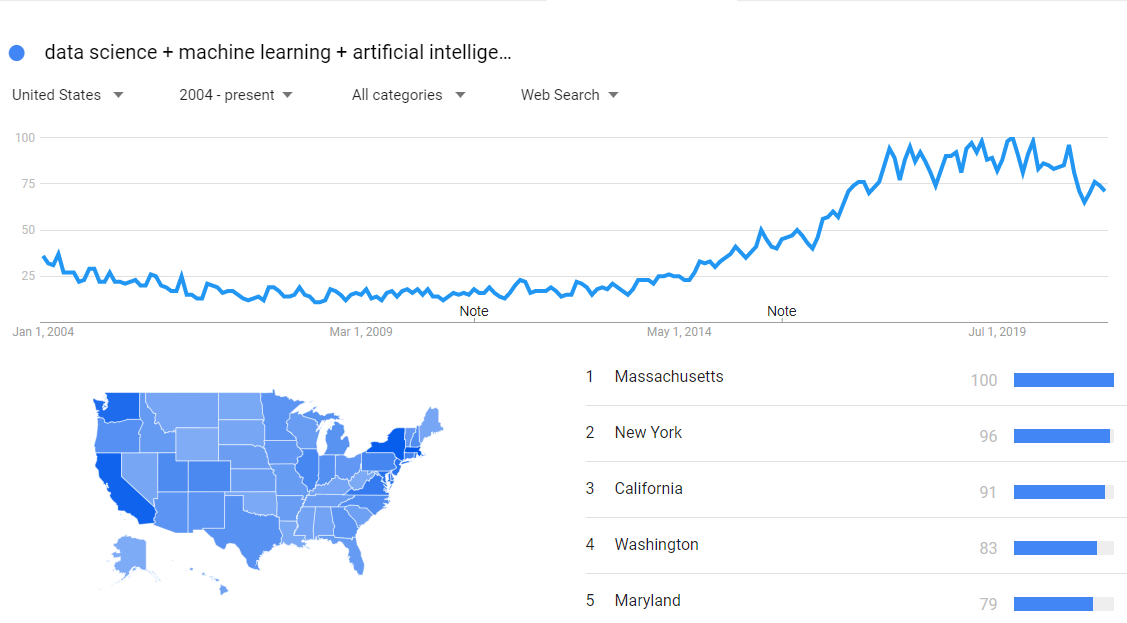 data science + machine learning + artificial intellige...
United States 2004 - present All categories Web Search
100
75
50
25
Note Note
Jan 1, 2004 Mar 1, 2009 May 1, 2014 Jul 1, 2019
1 Massachusetts 100
2 New York 96
3 California 91
4 Washington 83
5 Maryland 79